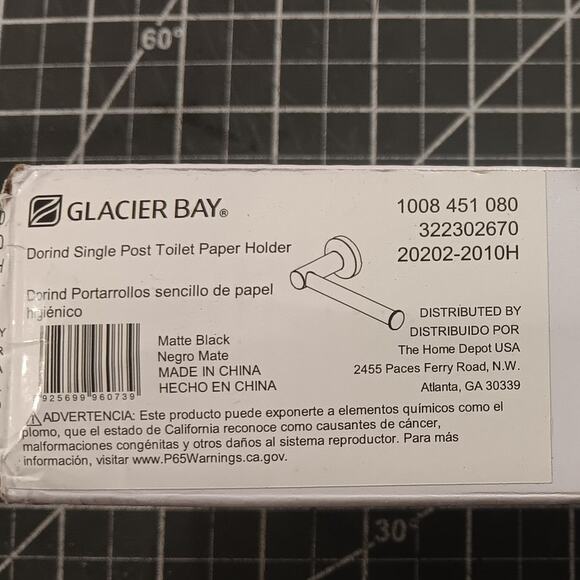 60°
GLACIER BAY®
Dorind Single Post Toilet Paper Holder
Dorind Portarrollos sencillo de papel
higiénico
1008 451 080
322302670
20202-2010H
Matte Black
Negro Mate
MADE IN CHINA
HECHO EN CHINA
925699 960739
DISTRIBUTED BY
DISTRIBUIDO POR
The Home Depot USA
2455 Paces Ferry Road, N.W.
Atlanta, GA 30339
ADVERTENCIA: Este producto puede exponerte a elementos químicos como el
plomo, que el estado de California reconoce como causantes de cáncer,
malformaciones congénitas y otros daños al sistema reproductor. Para más
información, visitar www.P65Warnings.ca.gov.
30°